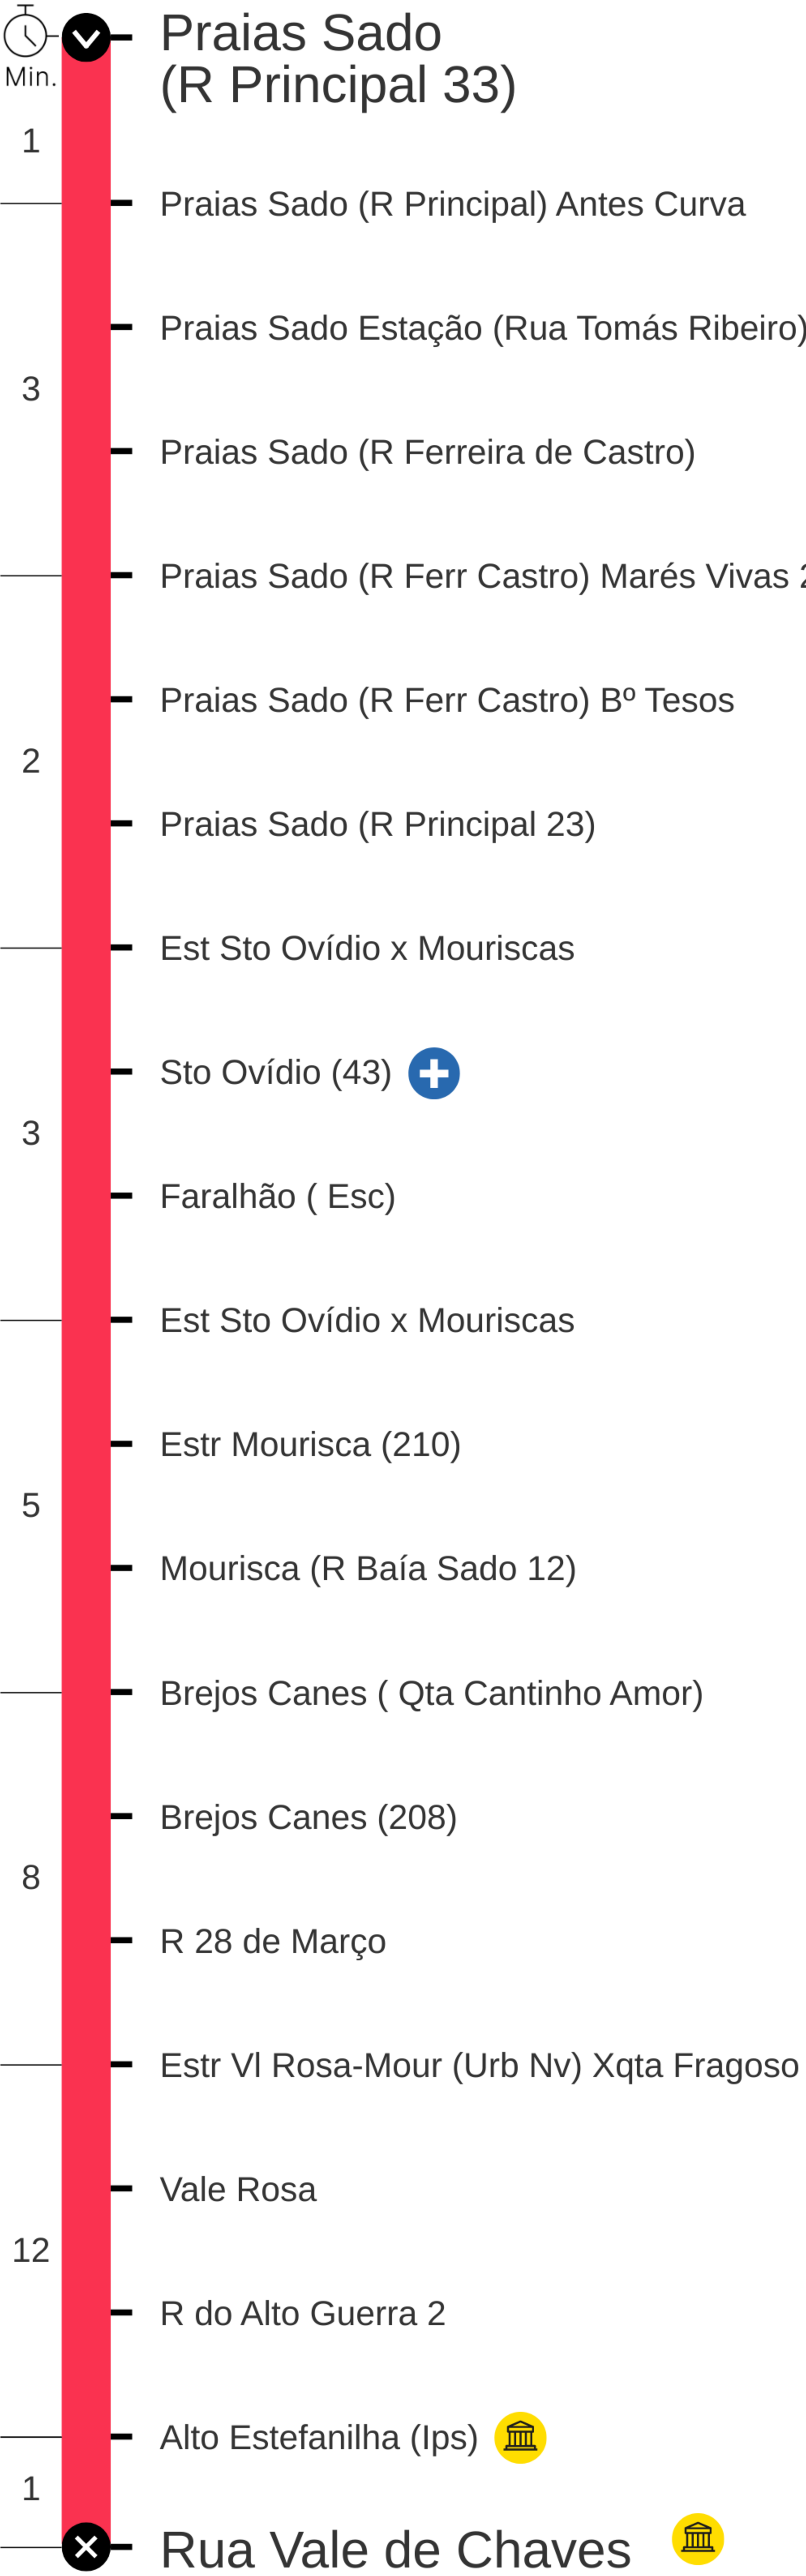 Praias Sado
(R Principal 33)
Min.
1
Praias Sado (R Principal) Antes Curva
Praias Sado Estação (Rua Tomás Ribeiro)
3
Praias Sado (R Ferreira de Castro)
Praias Sado (R Ferr Castro) Marés Vivas
Praias Sado (R Ferr Castro) Bº Tesos
2
Praias Sado (R Principal 23)
Est Sto Ovídio x Mouriscas
Sto Ovídio (43)
3
Faralhão ( Esc)
Est Sto Ovídio x Mouriscas
Estr Mourisca (210)
5
Mourisca (R Baía Sado 12)
Brejos Canes ( Qta Cantinho Amor)
Brejos Canes (208)
8
R 28 de Março
Estr Vl Rosa-Mour (Urb Nv) Xqta Fragoso
Vale Rosa
12
R do Alto Guerra 2
Alto Estefanilha (Ips)
1
Rua Vale de Chaves